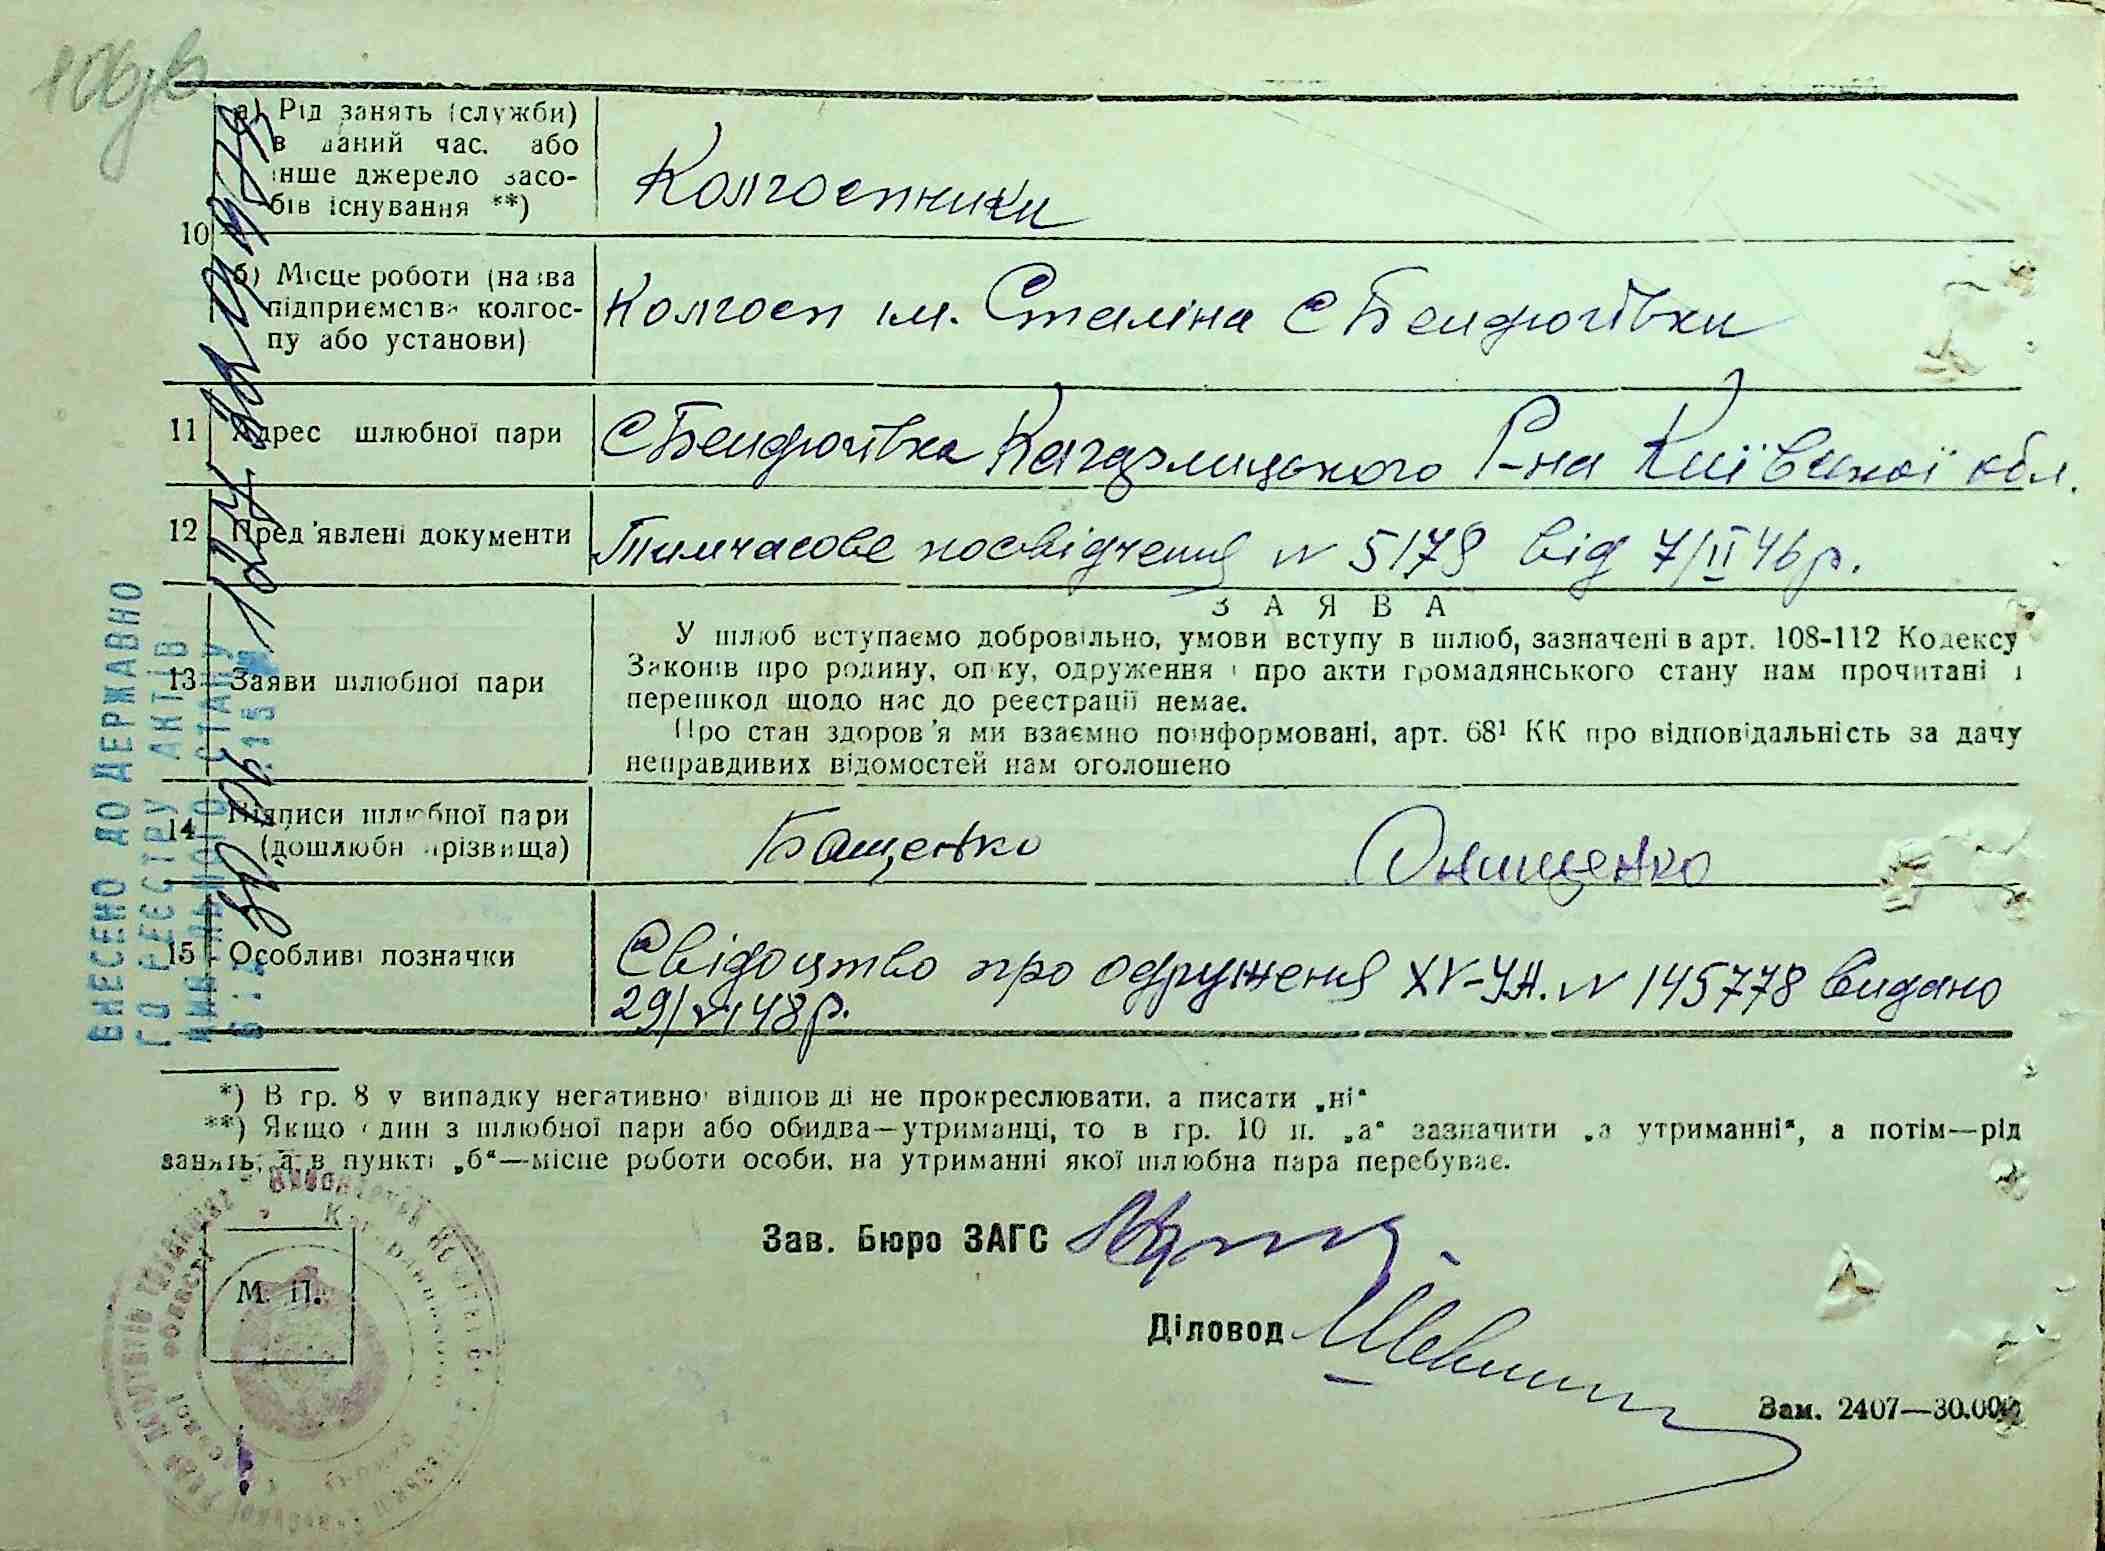 а) Рід занять (служби)
в даний час, або
інше джерело засо-
бів існування **)
Колгоспники
10
б) Місце роботи (назва
підприємства колгос-
пу або установи)
Колгосп ім. Сталіна с Бендюгівки
11 Адрес шлюбної пари
с Бендюгівка Кагарлицького Р-на Київської обл.
12 Пред'явлені документи
Тимчасове посвідчення № 5178 від 7/II 46 р.
13 Заяви шлюбної пари
ЗАЯВА
У шлюб вступаємо добровільно, умови вступу в шлюб, зазначені в арт. 108-112 Кодексу
Законів про родину, опіку, одруження і про акти громадянського стану нам прочитані і
перешкод щодо нас до реєстрації немає.
Про стан здоров'я ми взаємно поінформовані, арт. 68¹ КК про відповідальність за дачу
неправдивих відомостей нам оголошено
14 Підписи шлюбної пари
(дошлюбні прізвища)
Бащенко Онищенко
15 Особливі позначки
Свідоцтво про одруження XV-УА. № 145778 видано
29/VI 48 р.
ВНЕСЕНО ДО ДЕРЖАВНО
ГО РЕЄСТРУ АКТІВ
ЦИВІЛЬНОГО СТАНУ
*) В гр. 8 у випадку негативної відповіді не прокреслювати, а писати „ні“
**) Якщо один з шлюбної пари або обидва—утриманці, то в гр. 10 п. „а“ зазначити „а утриманні“, а потім—рід
занять; а в пункті „б“—місце роботи особи, на утриманні якої шлюбна пара перебуває.
Зав. Бюро ЗАГС
М. П.
Діловод
Зам. 2407—30.000